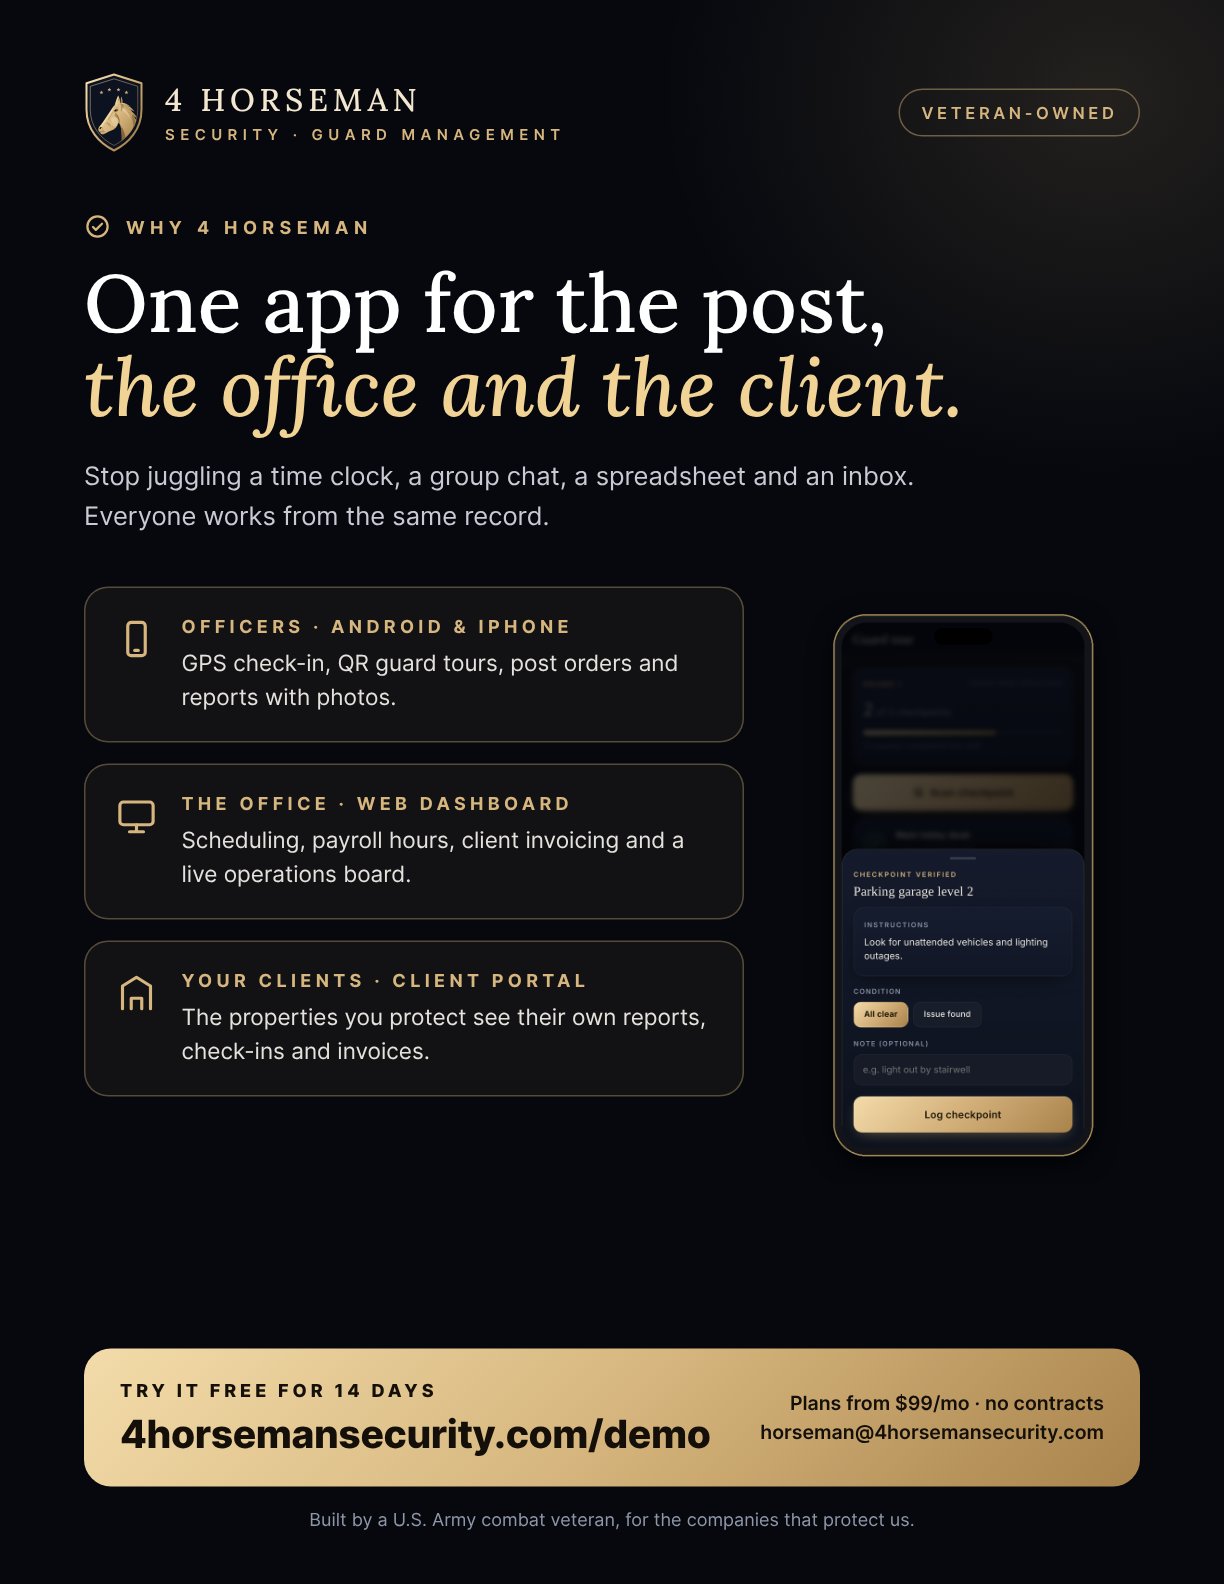 4 HORSEMAN
SECURITY · GUARD MANAGEMENT
VETERAN-OWNED
WHY 4 HORSEMAN
One app for the post,
the office and the client.
Stop juggling a time clock, a group chat, a spreadsheet and an inbox.
Everyone works from the same record.
OFFICERS · ANDROID & IPHONE
GPS check-in, QR guard tours, post orders and
reports with photos.
THE OFFICE · WEB DASHBOARD
Scheduling, payroll hours, client invoicing and a
live operations board.
YOUR CLIENTS · CLIENT PORTAL
The properties you protect see their own reports,
check-ins and invoices.
Guard tour
2
Scan checkpoint
CHECKPOINT VERIFIED
Parking garage level 2
INSTRUCTIONS
Look for unattended vehicles and lighting
outages.
CONDITION
All clear
Issue found
NOTE (OPTIONAL)
e.g. light out by stairwell
Log checkpoint
TRY IT FREE FOR 14 DAYS
4horsemansecurity.com/demo
Plans from $99/mo · no contracts
horseman@4horsemansecurity.com
Built by a U.S. Army combat veteran, for the companies that protect us.